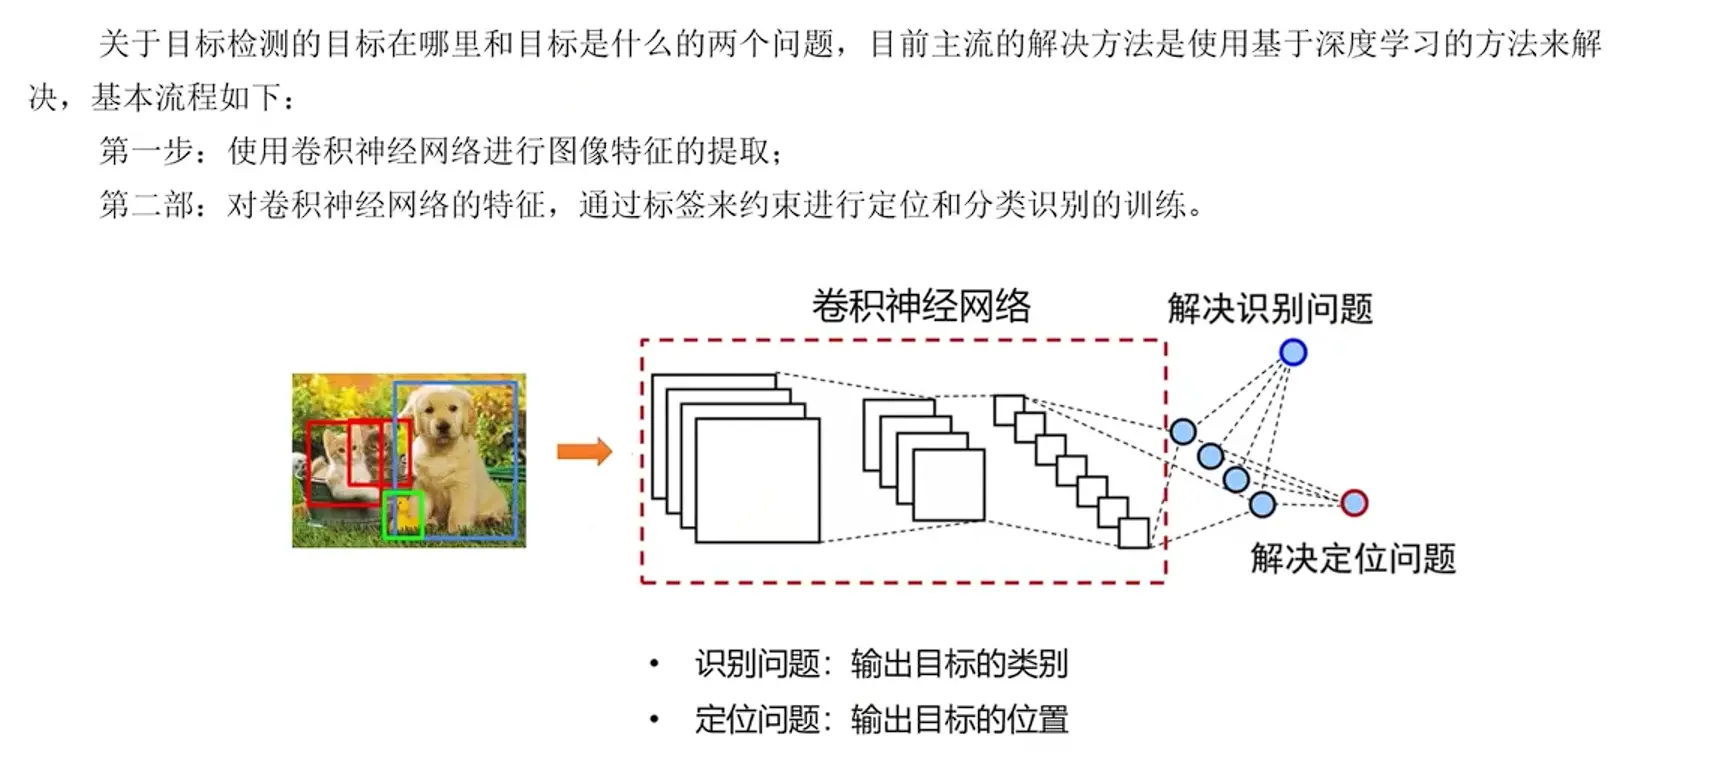 关于目标检测的目标在哪里和目标是什么的两个问题，目前主流的解决方法是使用基于深度学习的方法来解
决，基本流程如下：
第一步：使用卷积神经网络进行图像特征的提取；
第二部：对卷积神经网络的特征，通过标签来约束进行定位和分类识别的训练。
卷积神经网络
解决识别问题
解决定位问题
• 识别问题：输出目标的类别
• 定位问题：输出目标的位置